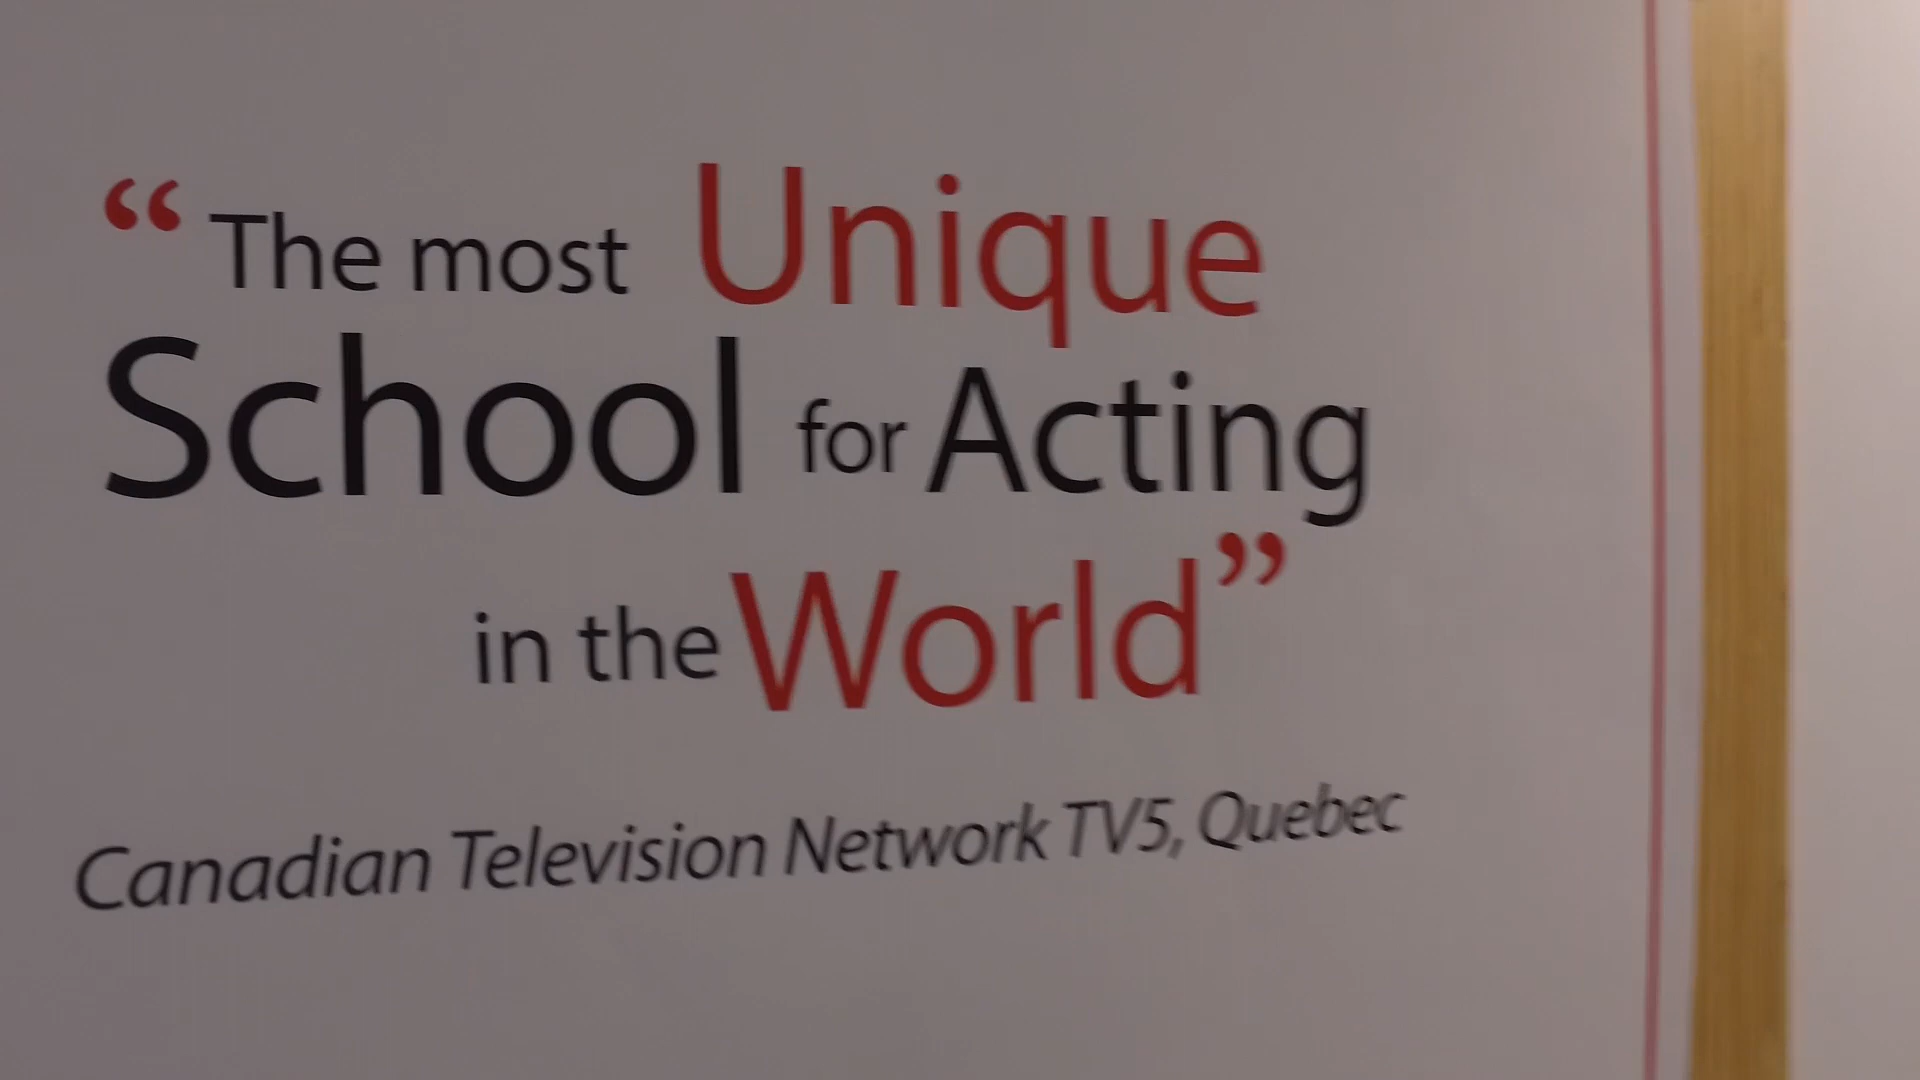 “ The most Unique
School for Acting
in the World”
Canadian Television Network TV5, Quebec